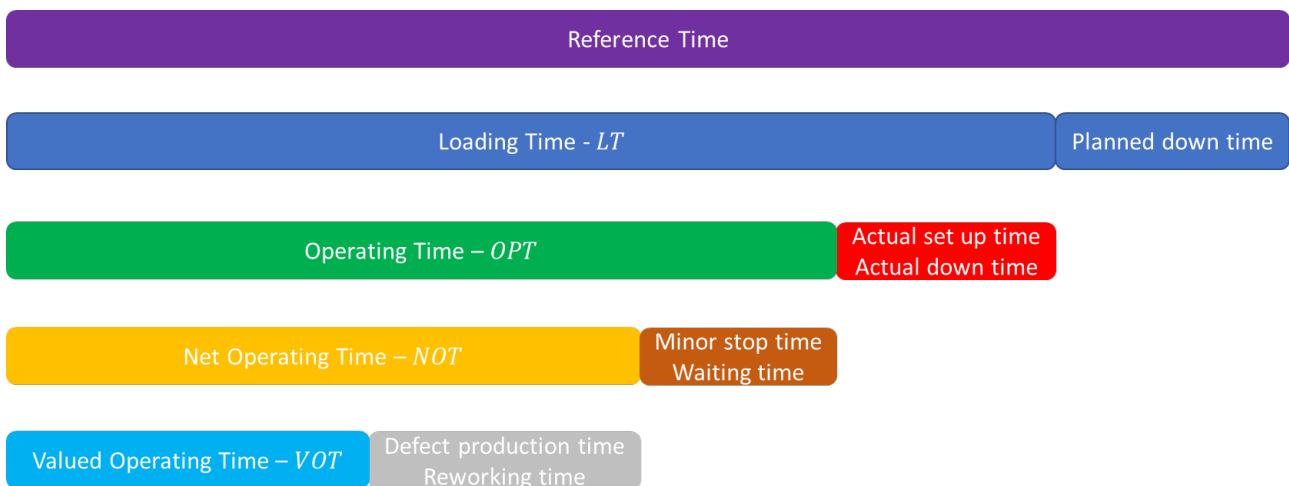 Reference Time
Loading Time - LT
Planned down time
Operating Time – OPT
Actual set up time
Actual down time
Net Operating Time – NOT
Minor stop time
Waiting time
Valued Operating Time – VOT
Defect production time
Reworking time